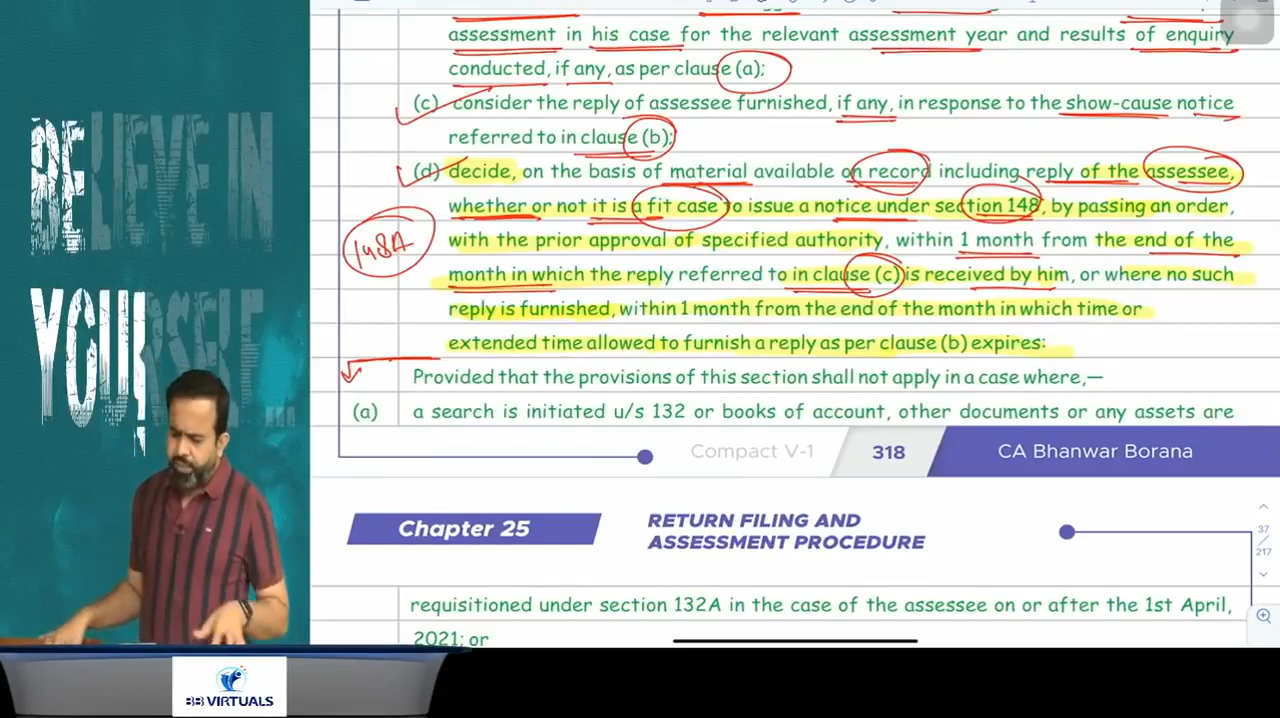 BELIEVE IN
YOURSELF...
assessment in his case for the relevant assessment year and results of enquiry
conducted, if any, as per clause (a);
(c) consider the reply of assessee furnished, if any, in response to the show-cause notice
referred to in clause (b);
(d) decide, on the basis of material available on record including reply of the assessee,
whether or not it is a fit case to issue a notice under section 148, by passing an order,
148A
with the prior approval of specified authority, within 1 month from the end of the
month in which the reply referred to in clause (c) is received by him, or where no such
reply is furnished, within 1 month from the end of the month in which time or
extended time allowed to furnish a reply as per clause (b) expires:
Provided that the provisions of this section shall not apply in a case where,—
(a) a search is initiated u/s 132 or books of account, other documents or any assets are
Compact V-1 318 CA Bhanwar Borana
Chapter 25 RETURN FILING AND
ASSESSMENT PROCEDURE
37
/
217
requisitioned under section 132A in the case of the assessee on or after the 1st April,
2021; or
BB VIRTUALS